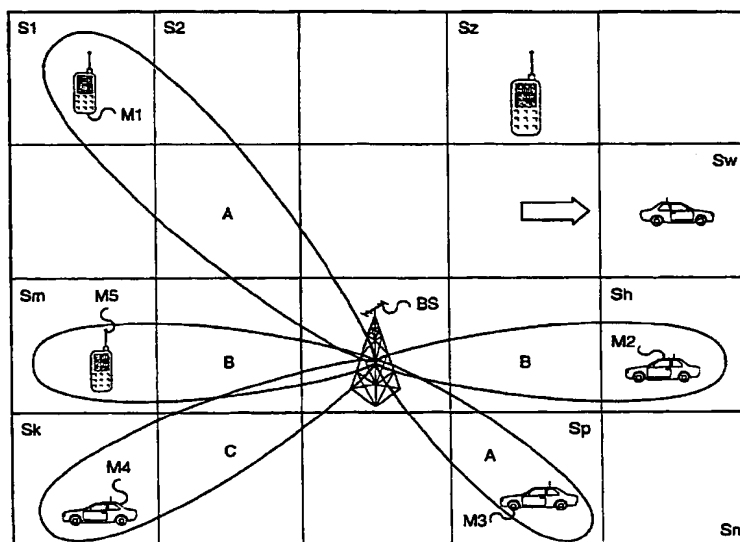 S1 S2 Sz
M1
Sw
A
Sm M5 BS Sh
M2
B B
Sk C Sp
M4 A
M3
Sn